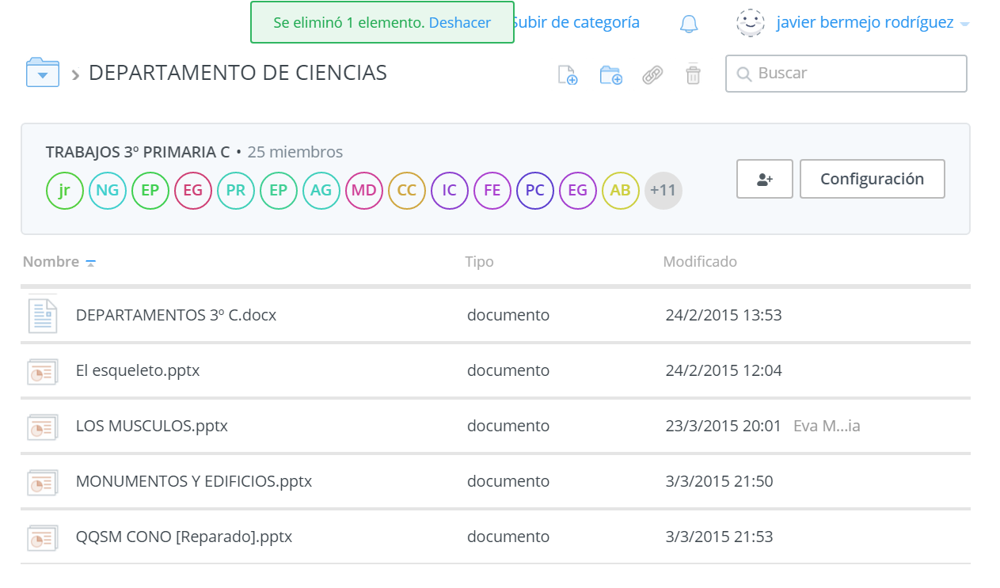 Se eliminó 1 elemento. Deshacer
Subir de categoría
javier bermejo rodríguez
DEPARTAMENTO DE CIENCIAS
Buscar
TRABAJOS 3º PRIMARIA C • 25 miembros
jr NG EP EG PR EP AG MD CC IC FE PC EG AB +11
Configuración
Nombre Tipo Modificado
DEPARTAMENTOS 3º C.docx documento 24/2/2015 13:53
El esqueleto.pptx documento 24/2/2015 12:04
LOS MUSCULOS.pptx documento 23/3/2015 20:01 Eva M...ia
MONUMENTOS Y EDIFICIOS.pptx documento 3/3/2015 21:50
QQSM CONO [Reparado].pptx documento 3/3/2015 21:53